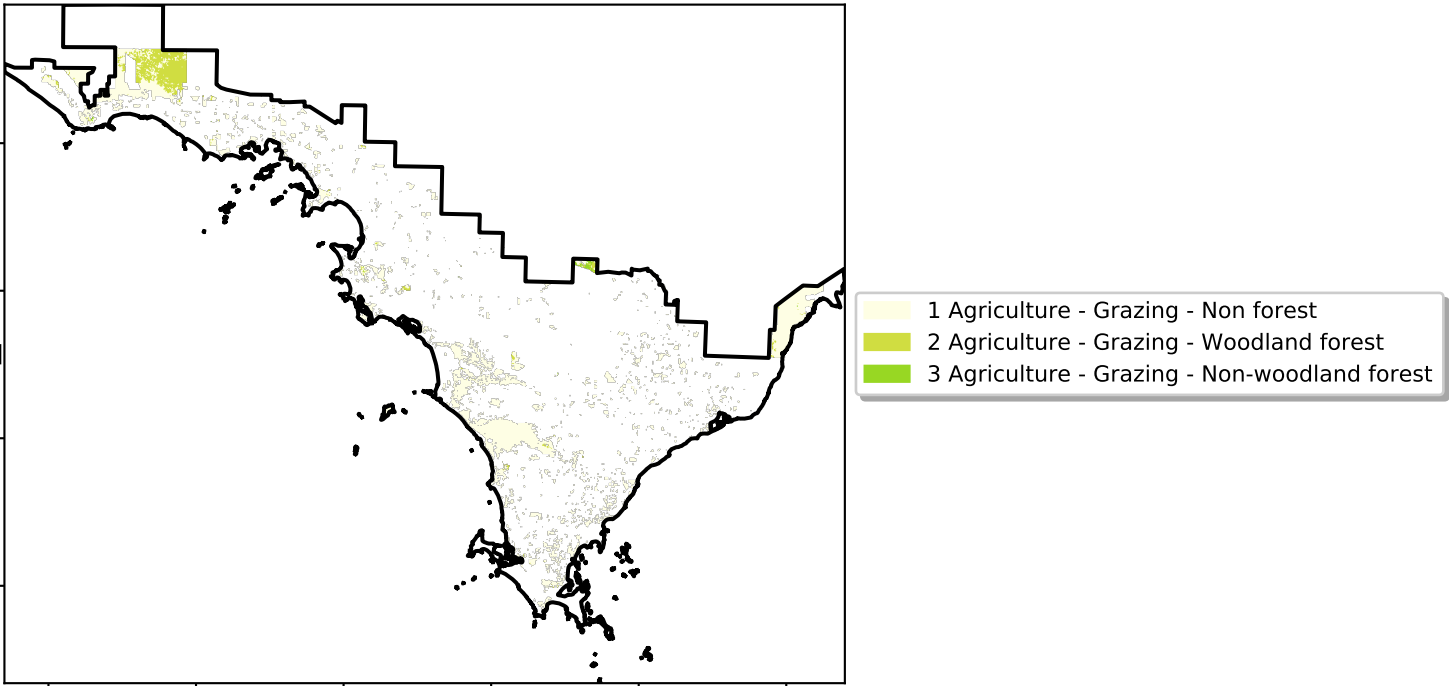 1 Agriculture - Grazing - Non forest
2 Agriculture - Grazing - Woodland forest
3 Agriculture - Grazing - Non-woodland forest